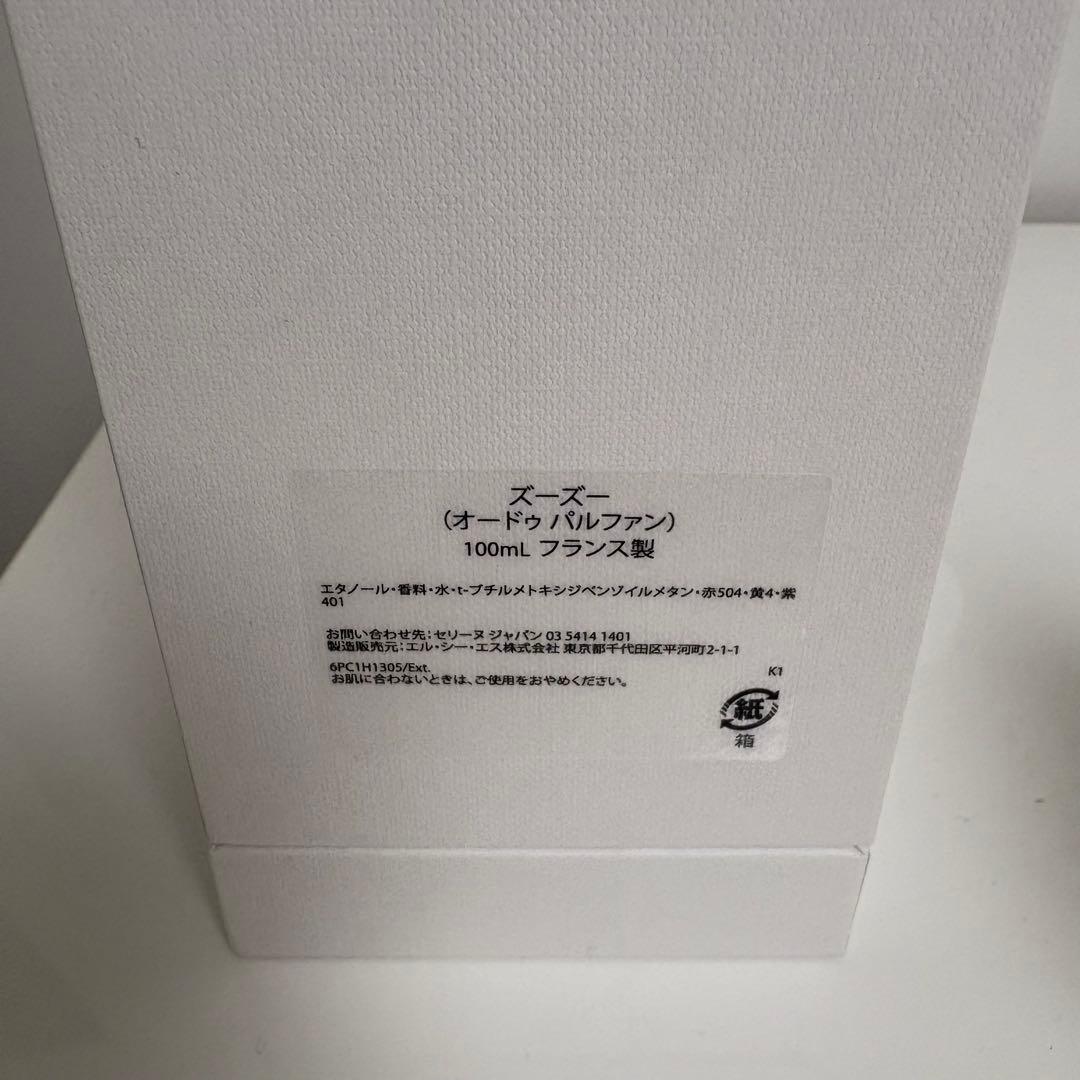 ズーズー
（オードゥ パルファン）
100mL フランス製
エタノール・香料・水・t-ブチルメトキシジベンゾイルメタン・赤504・黄4・紫
401
お問い合わせ先；セリーヌ ジャパン 03 5414 1401
製造販売元；エル・シー・エス株式会社 東京都千代田区平河町2-1-1
6PC1H1305/Ext.
K1
お肌に合わないときは、ご使用をおやめください。
紙
箱